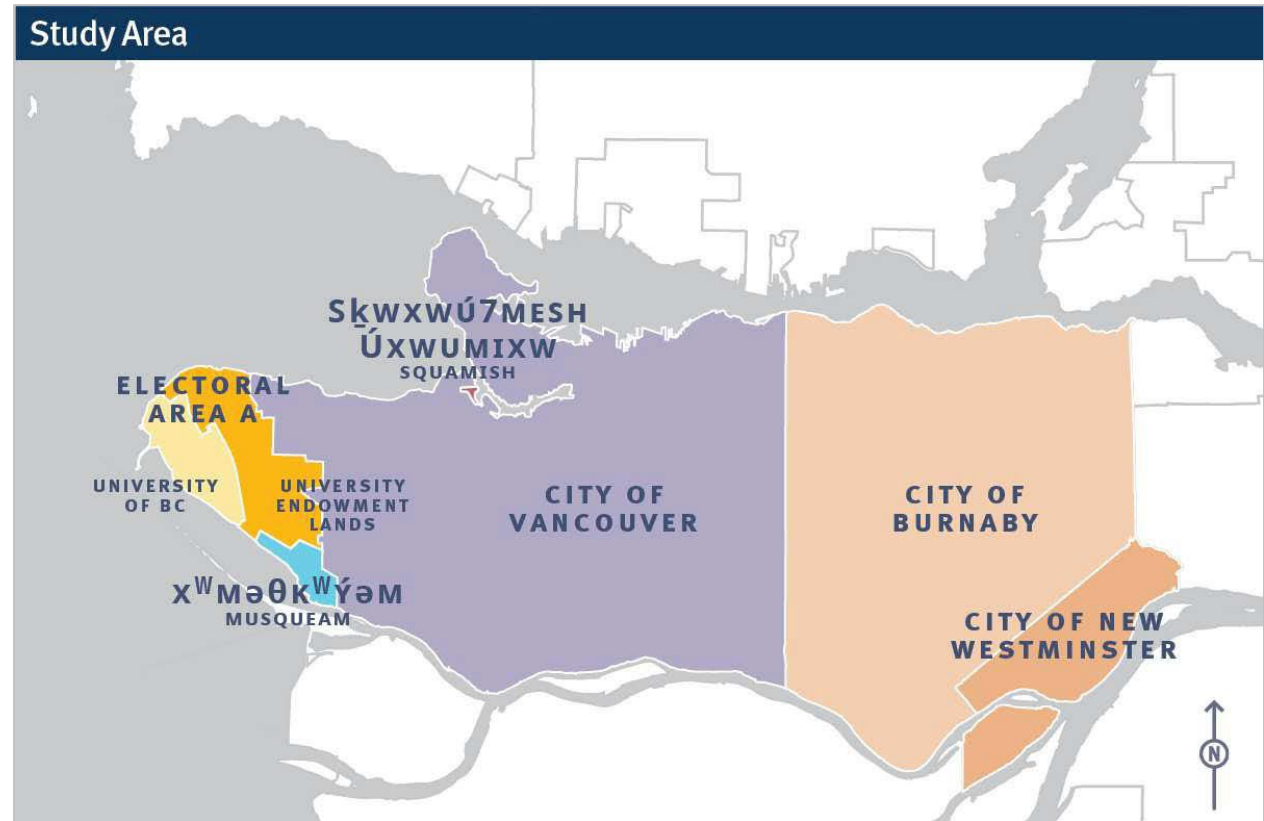 Study Area
Sḵwxwú7mesh
Úxwumixw
SQUAMISH
ELECTORAL
AREA A
UNIVERSITY
OF BC
UNIVERSITY
ENDOWMENT
LANDS
CITY OF
VANCOUVER
CITY OF
BURNABY
xʷməθkʷý̓əm
MUSQUEAM
CITY OF NEW
WESTMINSTER
N